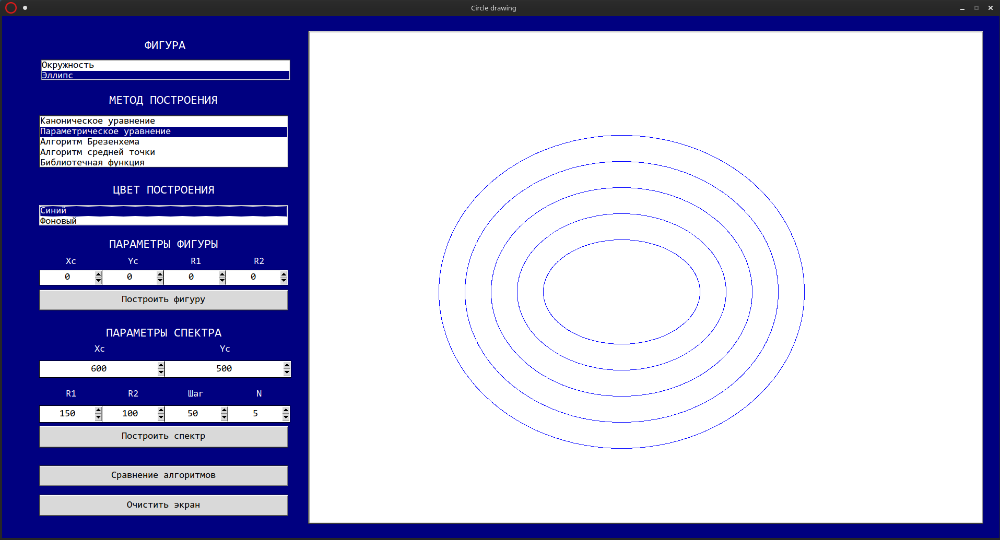 Circle drawing
ФИГУРА
Окружность
Эллипс
МЕТОД ПОСТРОЕНИЯ
Каноническое уравнение
Параметрическое уравнение
Алгоритм Брезенхема
Алгоритм средней точки
Библиотечная функция
ЦВЕТ ПОСТРОЕНИЯ
Синий
Фоновый
ПАРАМЕТРЫ ФИГУРЫ
Xc Yc R1 R2
0 0 0 0
Построить фигуру
ПАРАМЕТРЫ СПЕКТРА
Xc Yc
600 500
R1 R2 Шаг N
150 100 50 5
Построить спектр
Сравнение алгоритмов
Очистить экран